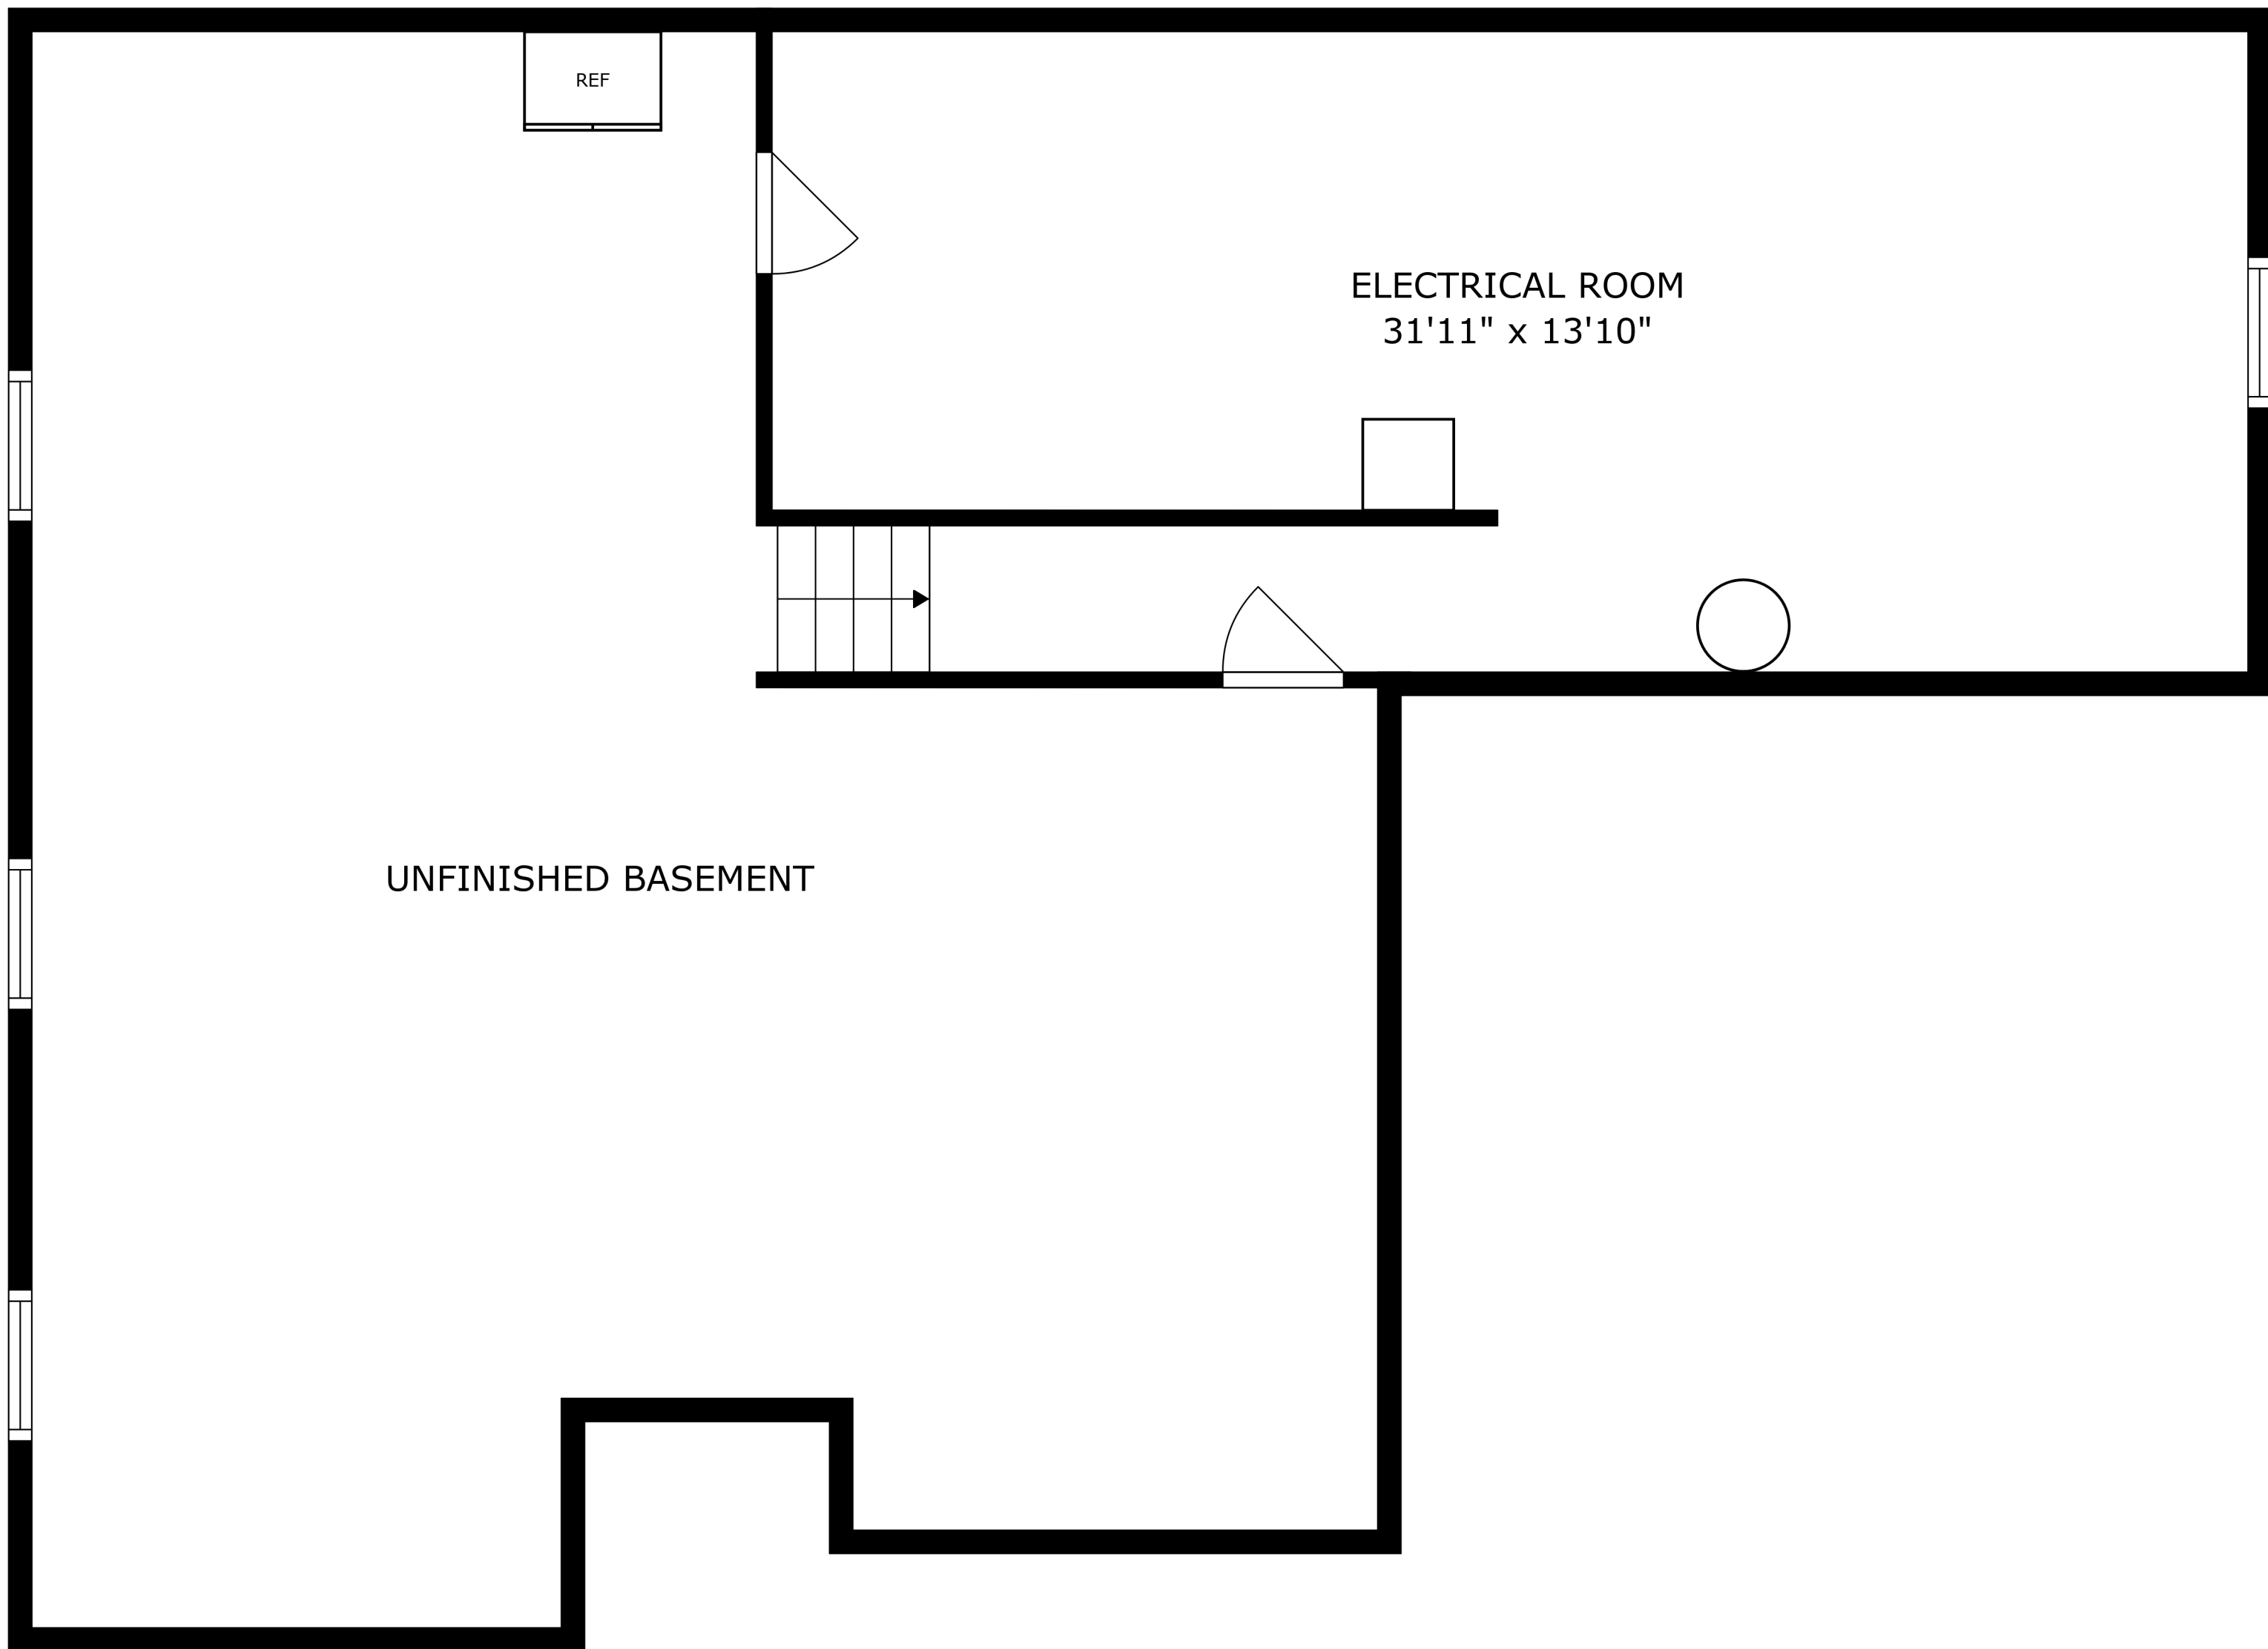 REF
ELECTRICAL ROOM
31'11" x 13'10"
UNFINISHED BASEMENT